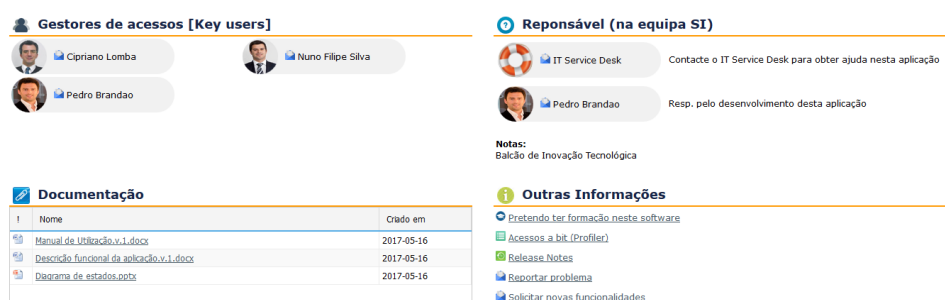 Gestores de acessos [Key users]
Cipriano Lomba
Nuno Filipe Silva
Pedro Brandao
Reponsável (na equipa SI)
IT Service Desk
Contacte o IT Service Desk para obter ajuda nesta aplicação
Pedro Brandao
Resp. pelo desenvolvimento desta aplicação
Notas:
Balcão de Inovação Tecnológica
Documentação
! Nome Criado em
Manual de Utilização.v.1.docx 2017-05-16
Descrição funcional da aplicação.v.1.docx 2017-05-16
Diagrama de estados.pptx 2017-05-16
Outras Informações
Pretendo ter formação neste software
Acessos a bit (Profiler)
Release Notes
Reportar problema
Solicitar novas funcionalidades